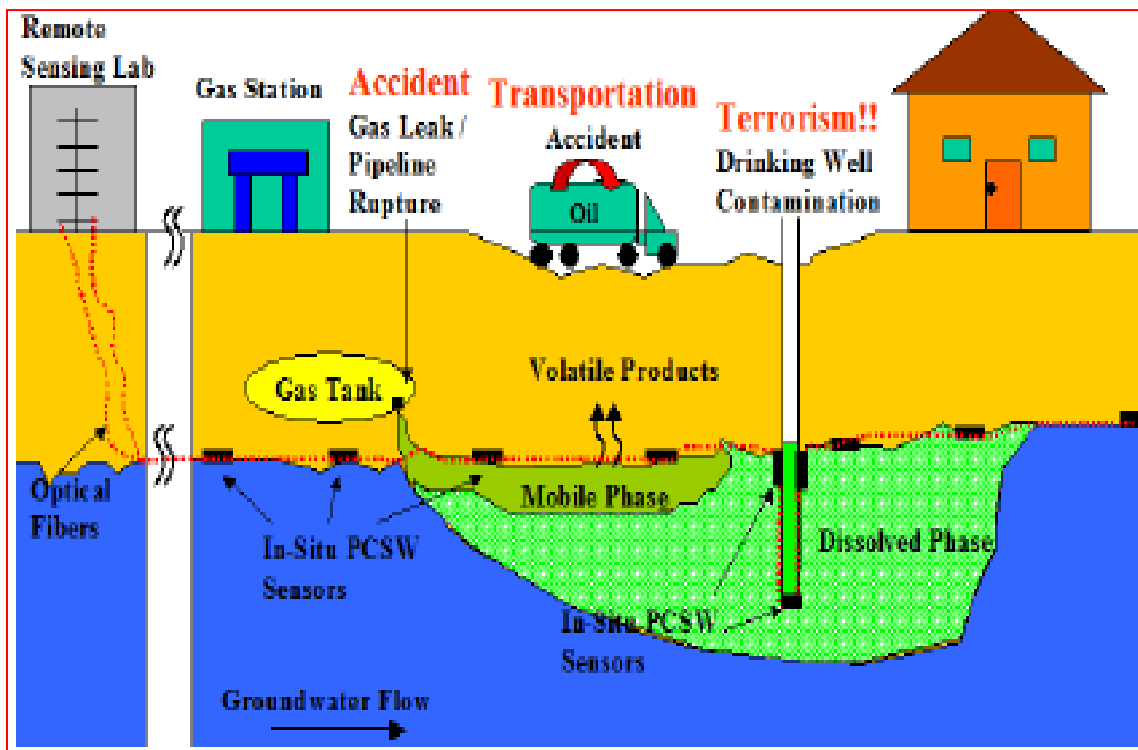 Remote
Sensing Lab
Gas Station
Accident
Gas Leak /
Pipeline
Rupture
Transportation
Accident
Oil
Terrorism!!
Drinking Well
Contamination
Gas Tank
Volatile Products
Optical
Fibers
In-Situ PCSW
Sensors
Mobile Phase
Dissolved Phase
In-Situ PCSW
Sensors
Groundwater Flow